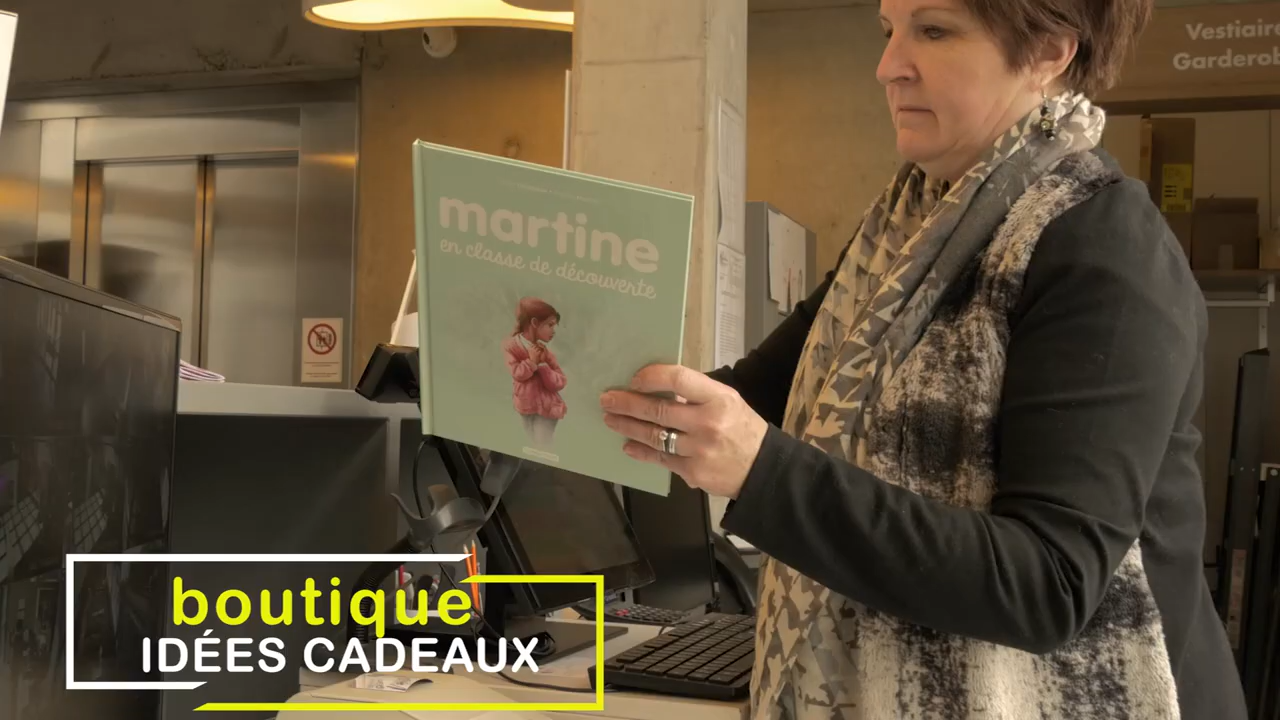 Vestiaire
Garderob
martine
en classe de découverte
boutique
IDÉES CADEAUX